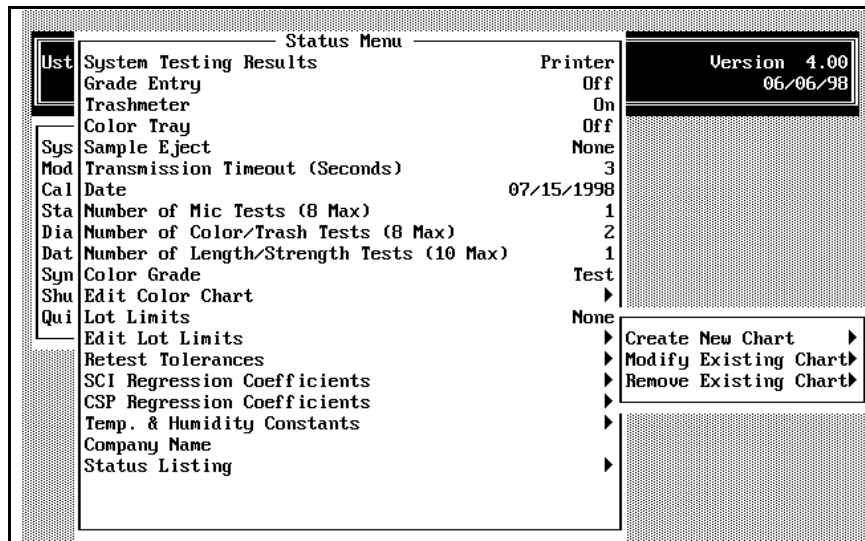 Status Menu
Ust
Version 4.00
06/06/98
System Testing Results Printer
Grade Entry Off
Trashmeter On
Color Tray Off
Sys Sample Eject None
Mod Transmission Timeout (Seconds) 3
Cal Date 07/15/1998
Sta Number of Mic Tests (8 Max) 1
Dia Number of Color/Trash Tests (8 Max) 2
Dat Number of Length/Strength Tests (10 Max) 1
Syn Color Grade Test
Shu Edit Color Chart
Qui Lot Limits None
Edit Lot Limits
Retest Tolerances
SCI Regression Coefficients
CSP Regression Coefficients
Temp. & Humidity Constants
Company Name
Status Listing
Create New Chart
Modify Existing Chart
Remove Existing Chart